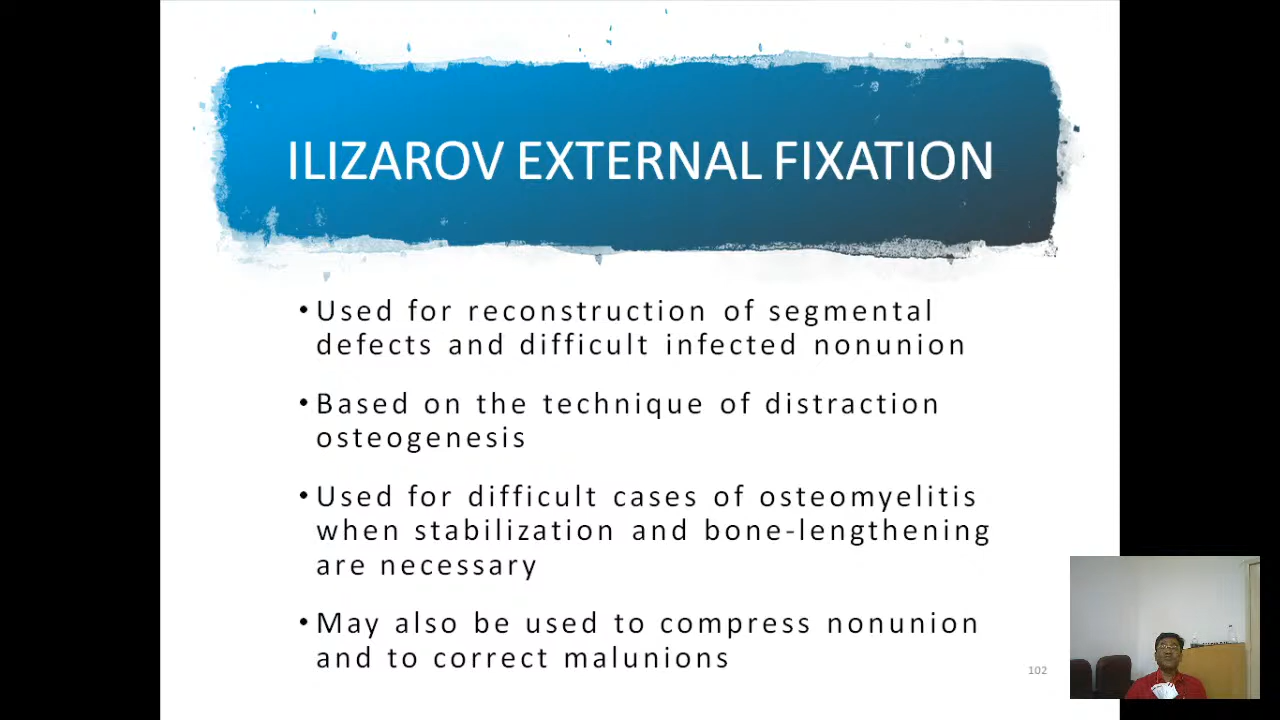 ILIZAROV EXTERNAL FIXATION
• Used for reconstruction of segmental
defects and difficult infected nonunion
• Based on the technique of distraction
osteogenesis
• Used for difficult cases of osteomyelitis
when stabilization and bone-lengthening
are necessary
• May also be used to compress nonunion
and to correct malunions
102